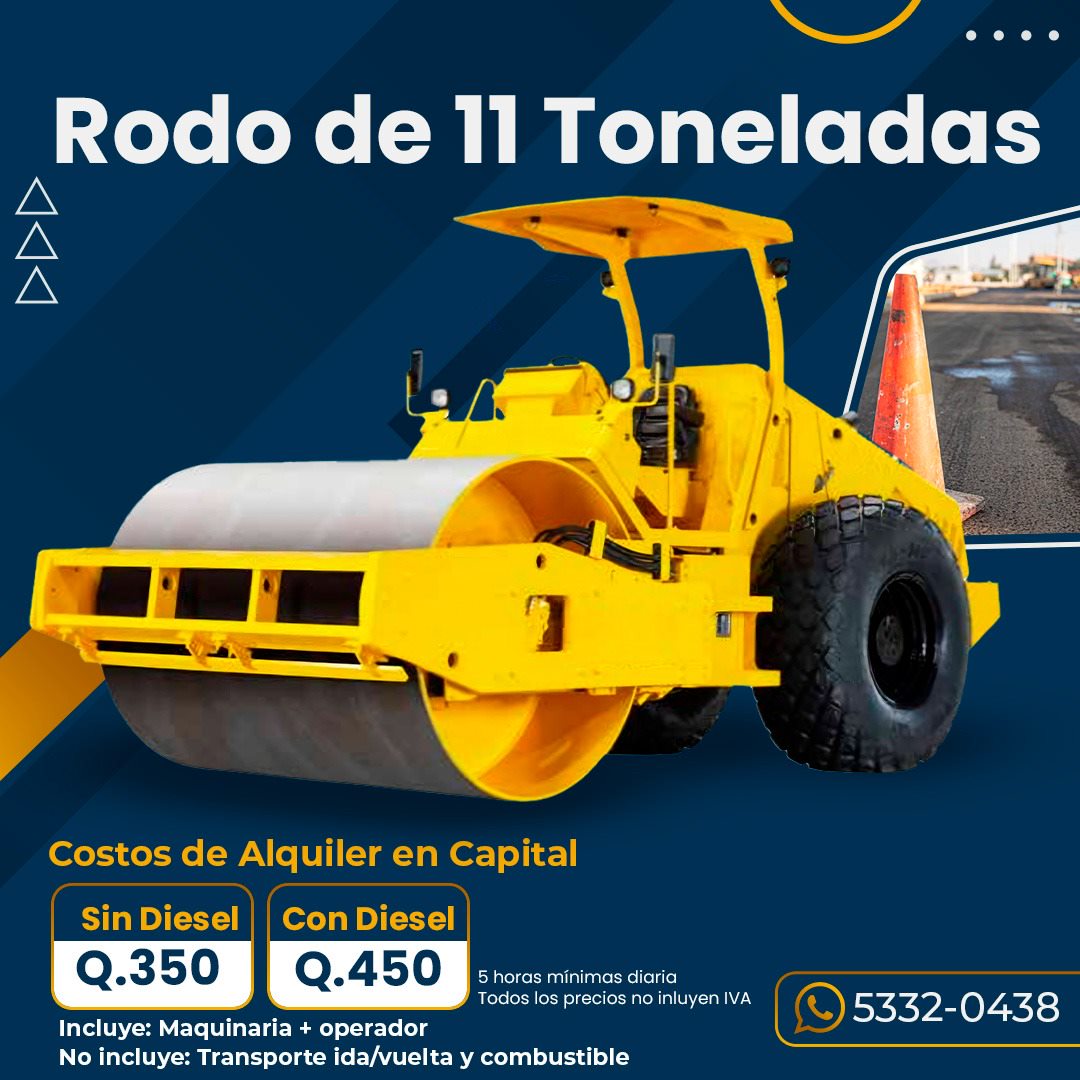 Rodo de 11 Toneladas
Costos de Alquiler en Capital
Sin Diesel
Q.350
Con Diesel
Q.450
5 horas mínimas diaria
Todos los precios no inluyen IVA
Incluye: Maquinaria + operador
No incluye: Transporte ida/vuelta y combustible
5332-0438